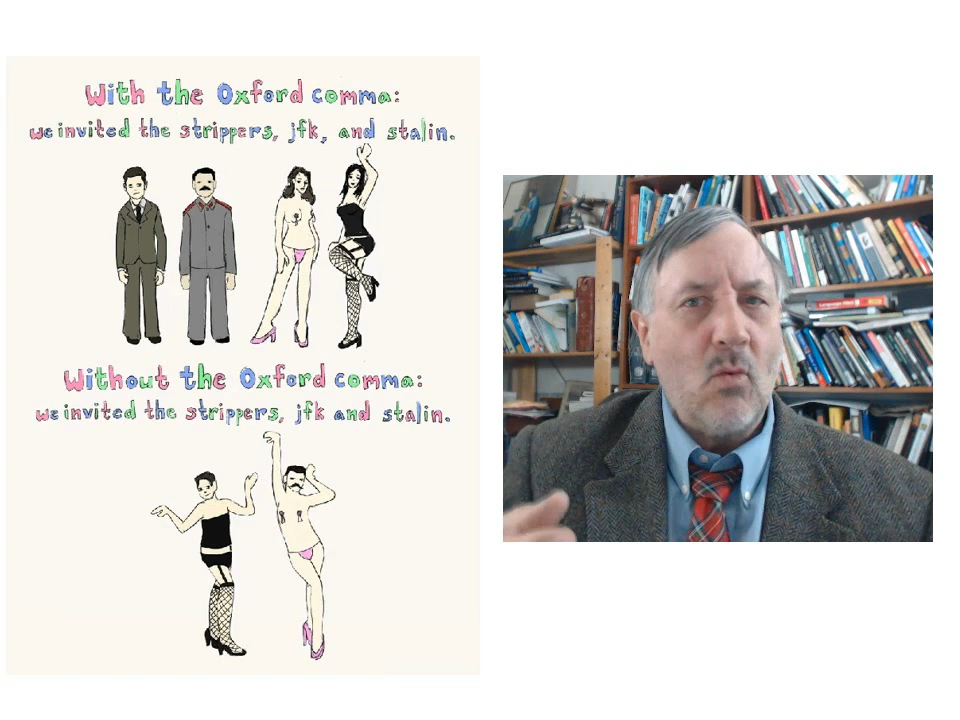 With the Oxford comma:
we invited the strippers, jfk, and stalin.
Without the Oxford comma:
we invited the strippers, jfk and stalin.